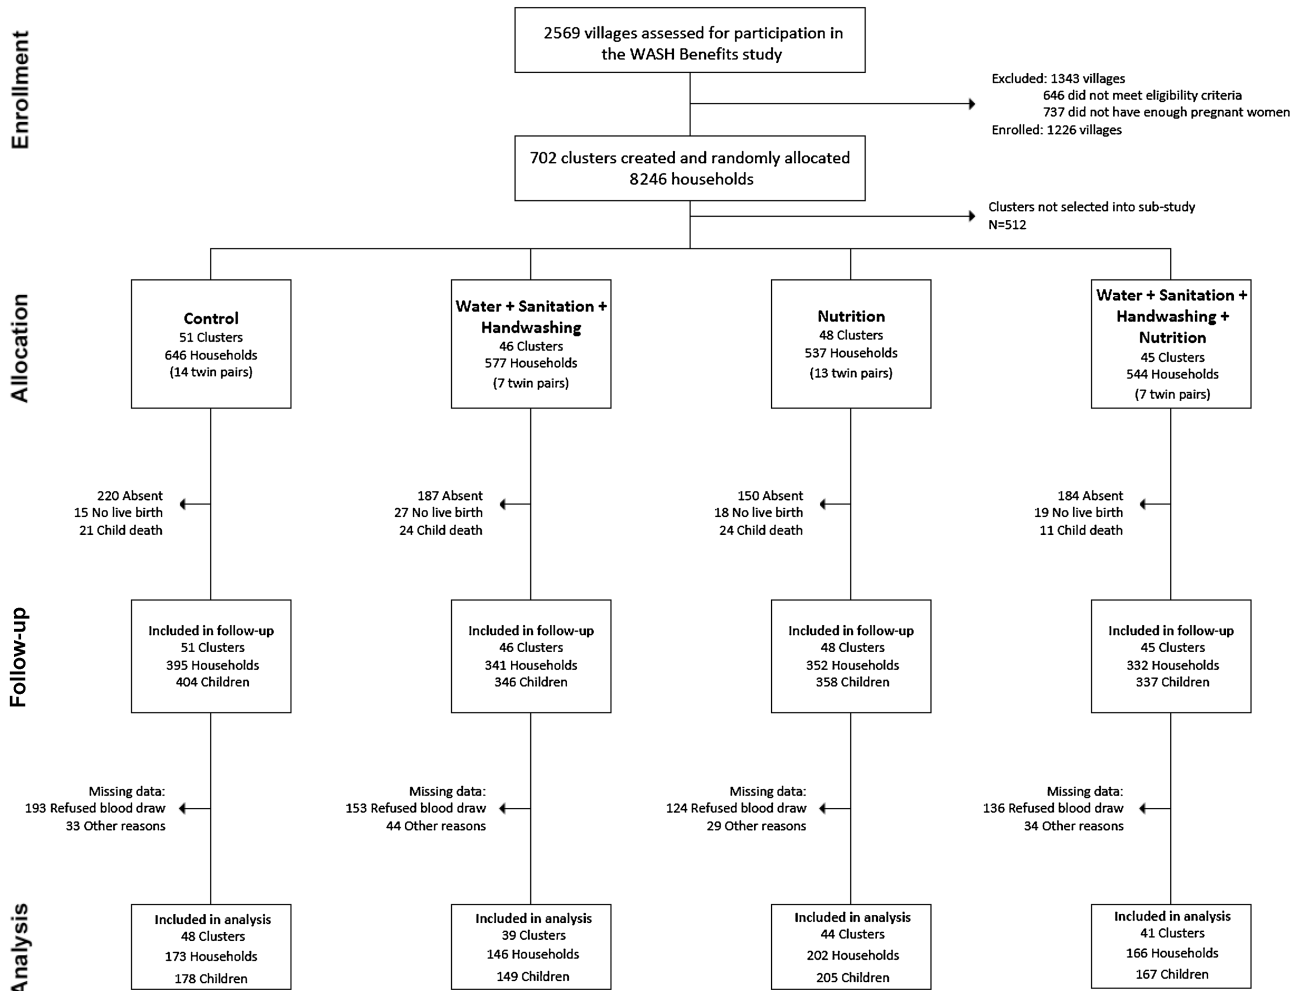 Enrollment
2569 villages assessed for participation in
the WASH Benefits study
Excluded: 1343 villages
646 did not meet eligibility criteria
737 did not have enough pregnant women
Enrolled: 1226 villages
702 clusters created and randomly allocated
8246 households
Clusters not selected into sub-study
N=512
Allocation
Control
51 Clusters
646 Households
(14 twin pairs)
Water + Sanitation +
Handwashing
46 Clusters
577 Households
(7 twin pairs)
Nutrition
48 Clusters
537 Households
(13 twin pairs)
Water + Sanitation +
Handwashing +
Nutrition
45 Clusters
544 Households
(7 twin pairs)
220 Absent
15 No live birth
21 Child death
187 Absent
27 No live birth
24 Child death
150 Absent
18 No live birth
24 Child death
184 Absent
19 No live birth
11 Child death
Follow-up
Included in follow-up
51 Clusters
395 Households
404 Children
Included in follow-up
46 Clusters
341 Households
346 Children
Included in follow-up
48 Clusters
352 Households
358 Children
Included in follow-up
45 Clusters
332 Households
337 Children
Missing data:
193 Refused blood draw
33 Other reasons
Missing data:
153 Refused blood draw
44 Other reasons
Missing data:
124 Refused blood draw
29 Other reasons
Missing data:
136 Refused blood draw
34 Other reasons
Analysis
Included in analysis
48 Clusters
173 Households
178 Children
Included in analysis
39 Clusters
146 Households
149 Children
Included in analysis
44 Clusters
202 Households
205 Children
Included in analysis
41 Clusters
166 Households
167 Children